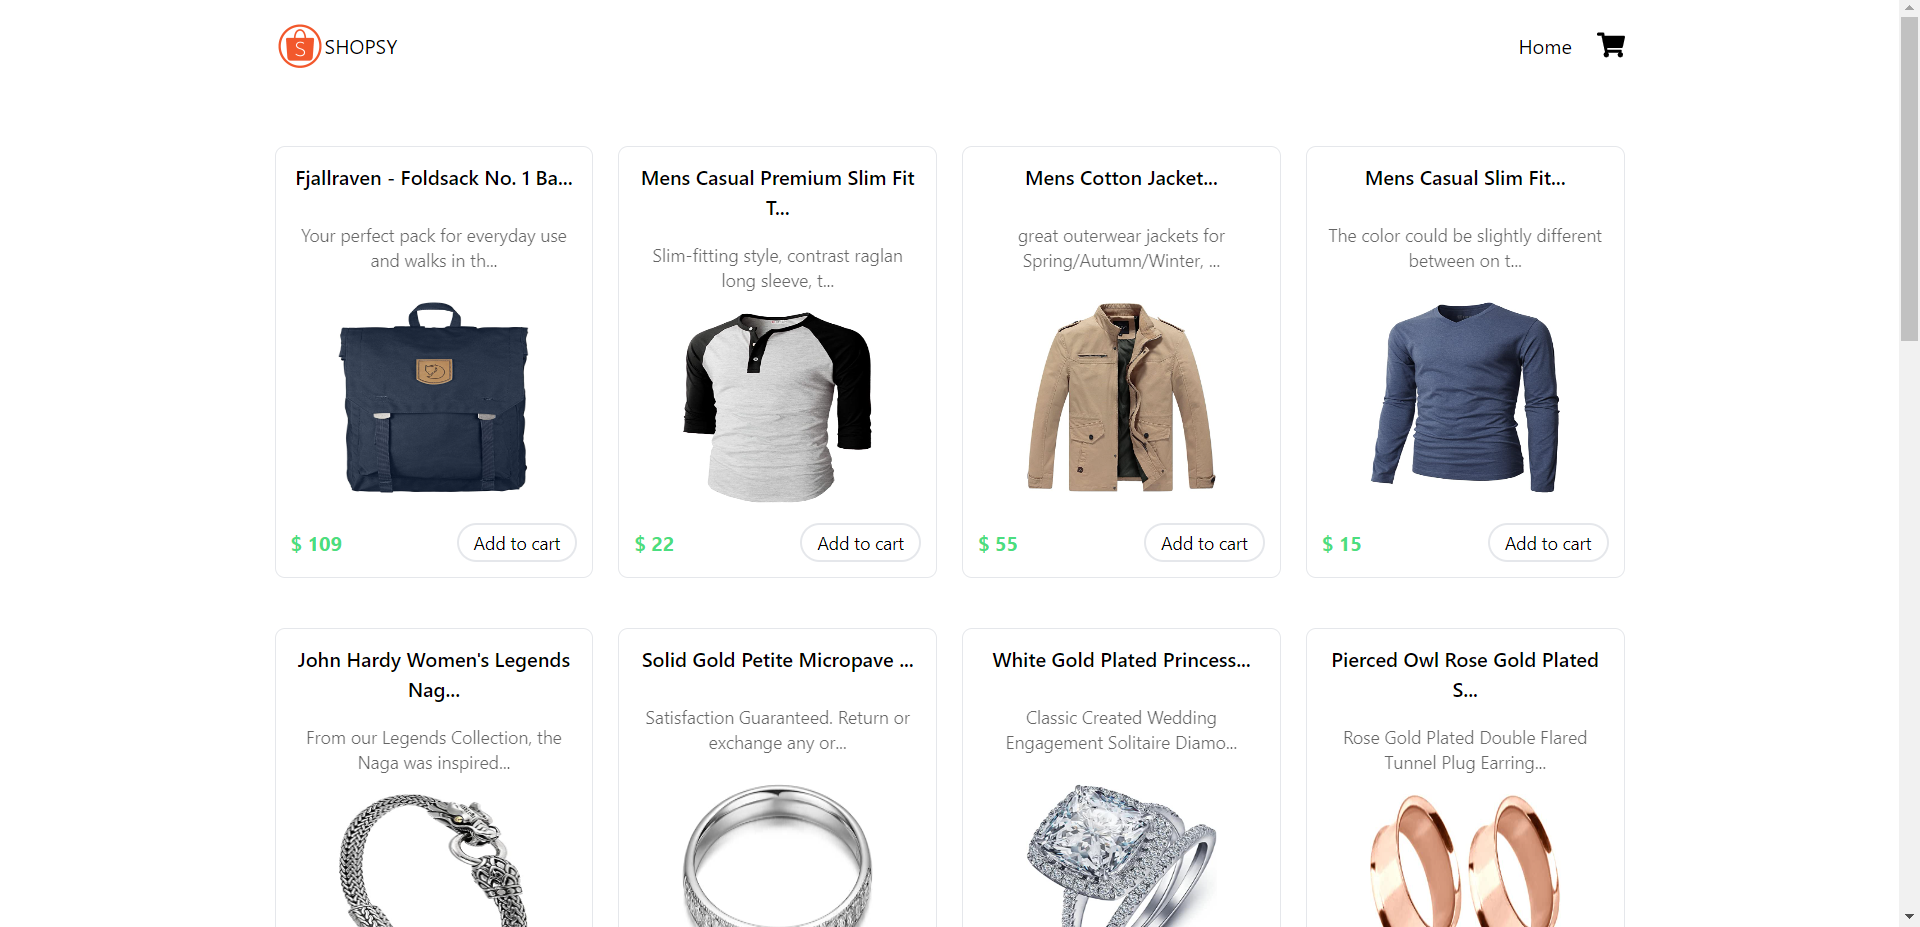 S SHOPSY
Home
Fjallraven - Foldsack No. 1 Ba...
Your perfect pack for everyday use
and walks in th...
$ 109
Add to cart
Mens Casual Premium Slim Fit
T...
Slim-fitting style, contrast raglan
long sleeve, t...
$ 22
Add to cart
Mens Cotton Jacket...
great outerwear jackets for
Spring/Autumn/Winter, ...
$ 55
Add to cart
Mens Casual Slim Fit...
The color could be slightly different
between on t...
$ 15
Add to cart
John Hardy Women's Legends
Nag...
From our Legends Collection, the
Naga was inspired...
Solid Gold Petite Micropave ...
Satisfaction Guaranteed. Return or
exchange any or...
White Gold Plated Princess...
Classic Created Wedding
Engagement Solitaire Diamo...
Pierced Owl Rose Gold Plated
S...
Rose Gold Plated Double Flared
Tunnel Plug Earring...